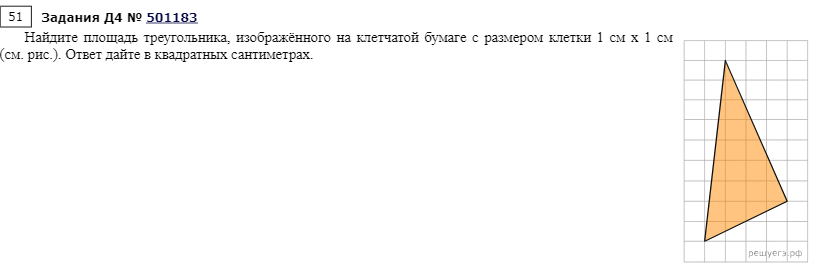 51 Задания Д4 № 501183
Найдите площадь треугольника, изображённого на клетчатой бумаге с размером клетки 1 см х 1 см
(см. рис.). Ответ дайте в квадратных сантиметрах.
решуегэ.рф